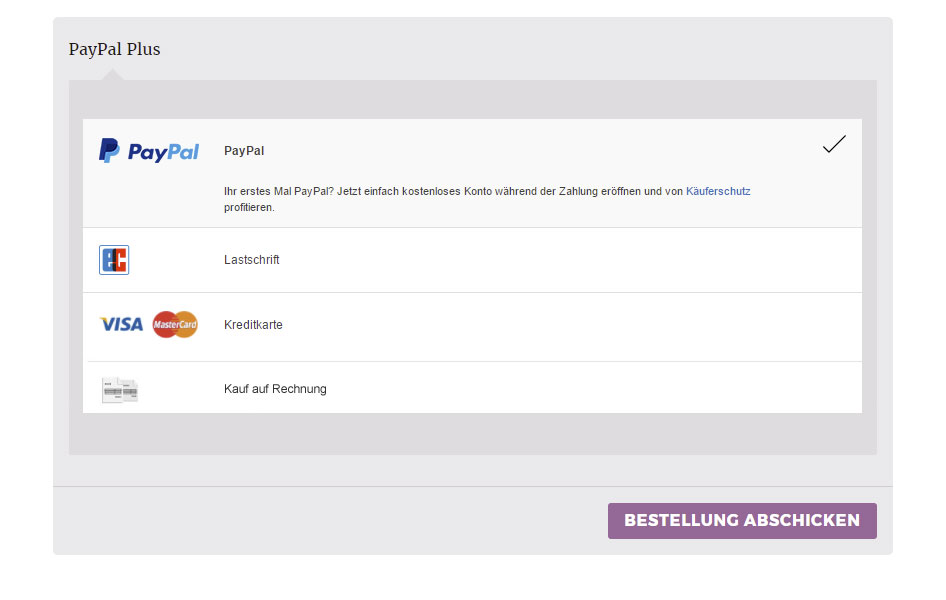 PayPal Plus
PayPal PayPal
Ihr erstes Mal PayPal? Jetzt einfach kostenloses Konto während der Zahlung eröffnen und von Käuferschutz
profitieren.
ec Lastschrift
VISA MasterCard Kreditkarte
Kauf auf Rechnung
BESTELLUNG ABSCHICKEN